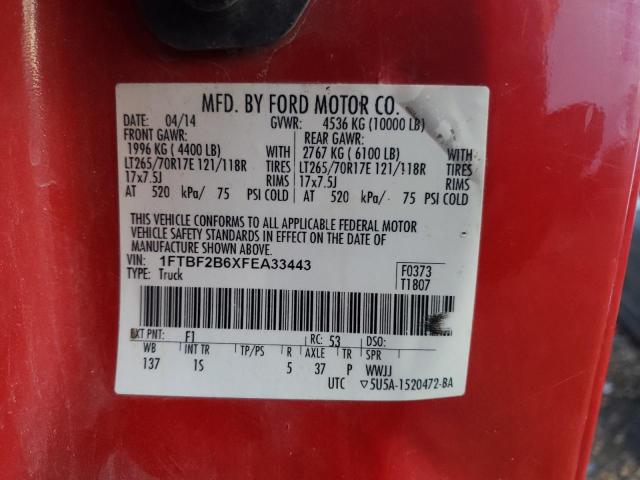 MFD. BY FORD MOTOR CO.
DATE: 04/14 GVWR: 4536 KG (10000 LB)
FRONT GAWR: REAR GAWR:
1996 KG ( 4400 LB) WITH 2767 KG ( 6100 LB) WITH
LT265/70R17E 121/118R TIRES LT265/70R17E 121/118R TIRES
17x7.5J RIMS 17x7.5J RIMS
AT 520 kPa/ 75 PSI COLD AT 520 kPa/ 75 PSI COLD
THIS VEHICLE CONFORMS TO ALL APPLICABLE FEDERAL MOTOR
VEHICLE SAFETY STANDARDS IN EFFECT ON THE DATE OF
MANUFACTURE SHOWN ABOVE.
VIN: 1FTBF2B6XFEA33443 F0373
TYPE: Truck T1807
EXT PNT: F1 RC: 53 DSO:
WB INT TR TP/PS R AXLE TR SPR
137 1S 5 37 P WWJJ
UTC ▽5U5A-1520472-BA